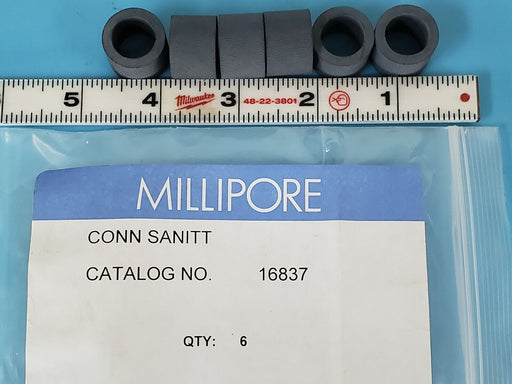 5 4 Milwaukee 3 48-22-3801 2 1
MILLIPORE
CONN SANITT
CATALOG NO. 16837
QTY: 6